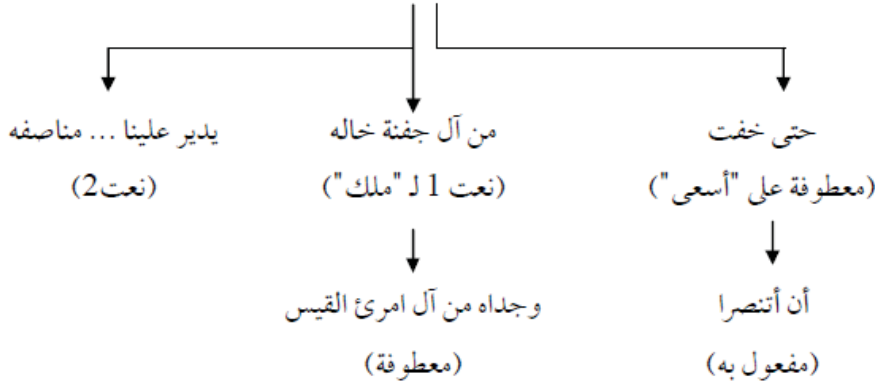 حتى خفت
(معطوفة على "أسعى")
من آل جفنة خاله
(نعت 1 لـ "ملك")
يدير علينا ... مناصفه
(نعت2)
أن أتنصرا
(مفعول به)
وجداه من آل امرئ القيس
(معطوفة)